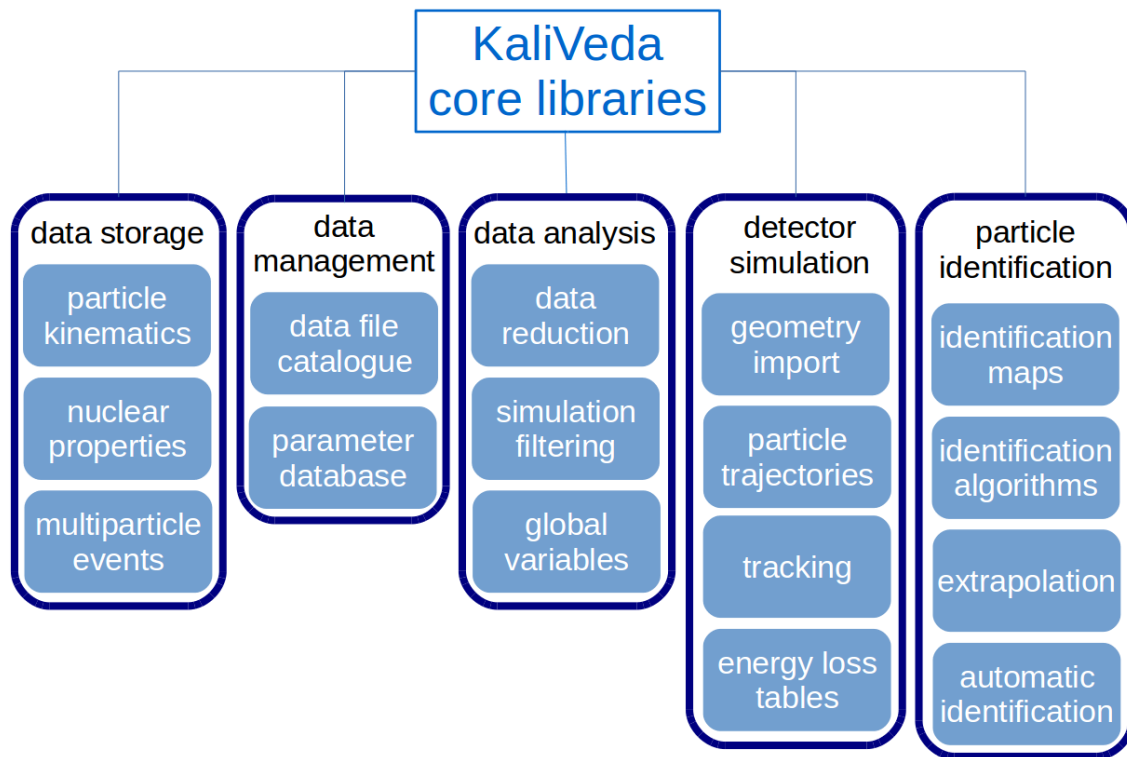 KaliVeda
core libraries
data storage
particle
kinematics
nuclear
properties
multiparticle
events
data
management
data file
catalogue
parameter
database
data analysis
data
reduction
simulation
filtering
global
variables
detector
simulation
geometry
import
particle
trajectories
tracking
energy loss
tables
particle
identification
identification
maps
identification
algorithms
extrapolation
automatic
identification